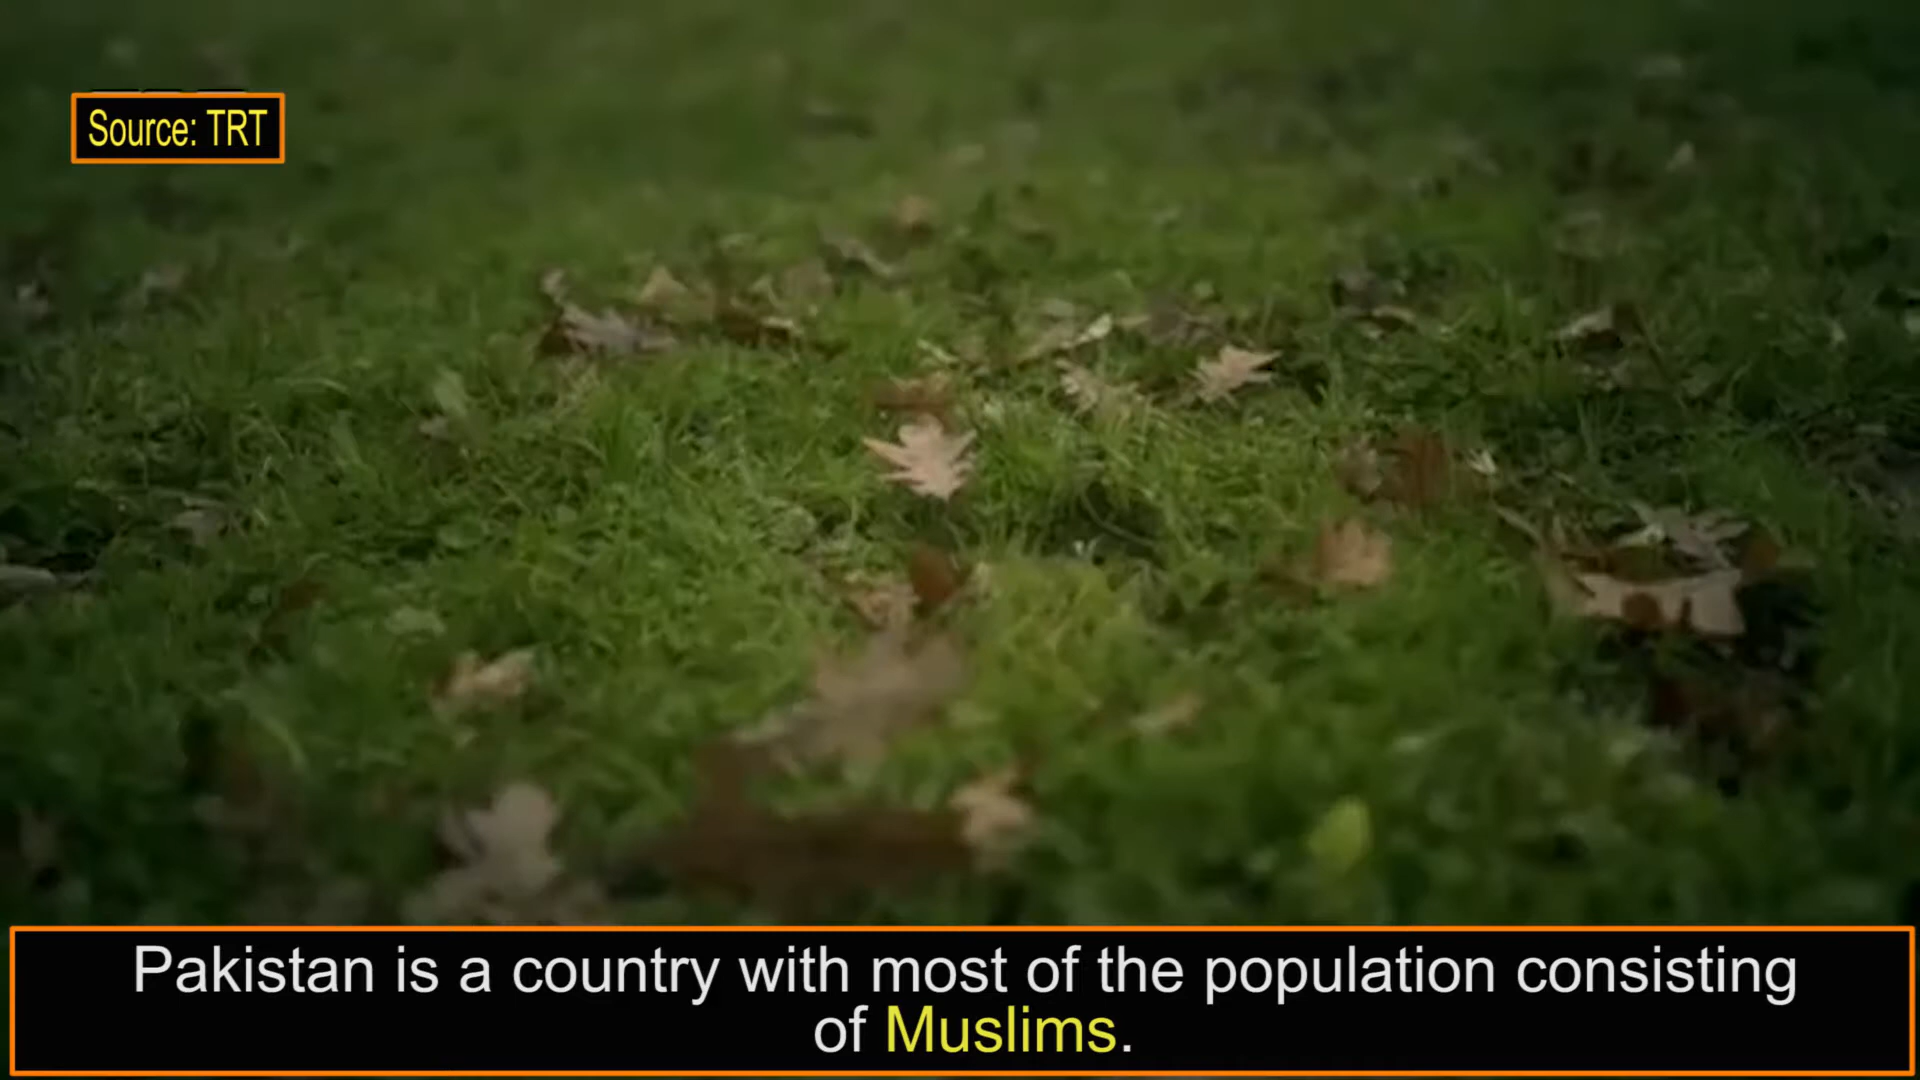 Source: TRT
Pakistan is a country with most of the population consisting
of Muslims.